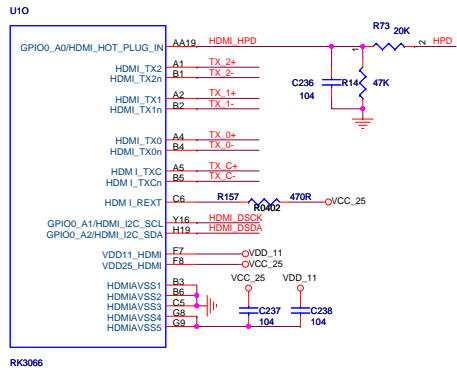 U1O
R73
20K
GPIO0_A0/HDMI_HOT_PLUG_IN AA19 HDMI_HPD 1 2 HPD
HDMI_TX2 A1 TX_2+
HDMI_TX2n B1 TX_2-
C236 R14 47K
104
HDMI_TX1 A2 TX_1+
HDMI_TX1n B2 TX_1-
HDMI_TX0 A4 TX_0+
HDMI_TX0n B4 TX_0-
HDM I_TXC A5 TX_C+
HDM I_TXCn B5 TX_C-
HDM I_REXT C6 R157 470R VCC_25
R0402
GPIO0_A1/HDMI_I2C_SCL Y16 HDMI_DSCK
GPIO0_A2/HDMI_I2C_SDA H19 HDMI_DSDA
VDD11_HDMI F7 VDD_11
VDD25_HDMI F8 VCC_25
VCC_25 VDD_11
HDMIAVSS1 B3
HDMIAVSS2 B6
HDMIAVSS3 C5
HDMIAVSS4 G8 C237 C238
HDMIAVSS5 G9 104 104
RK3066